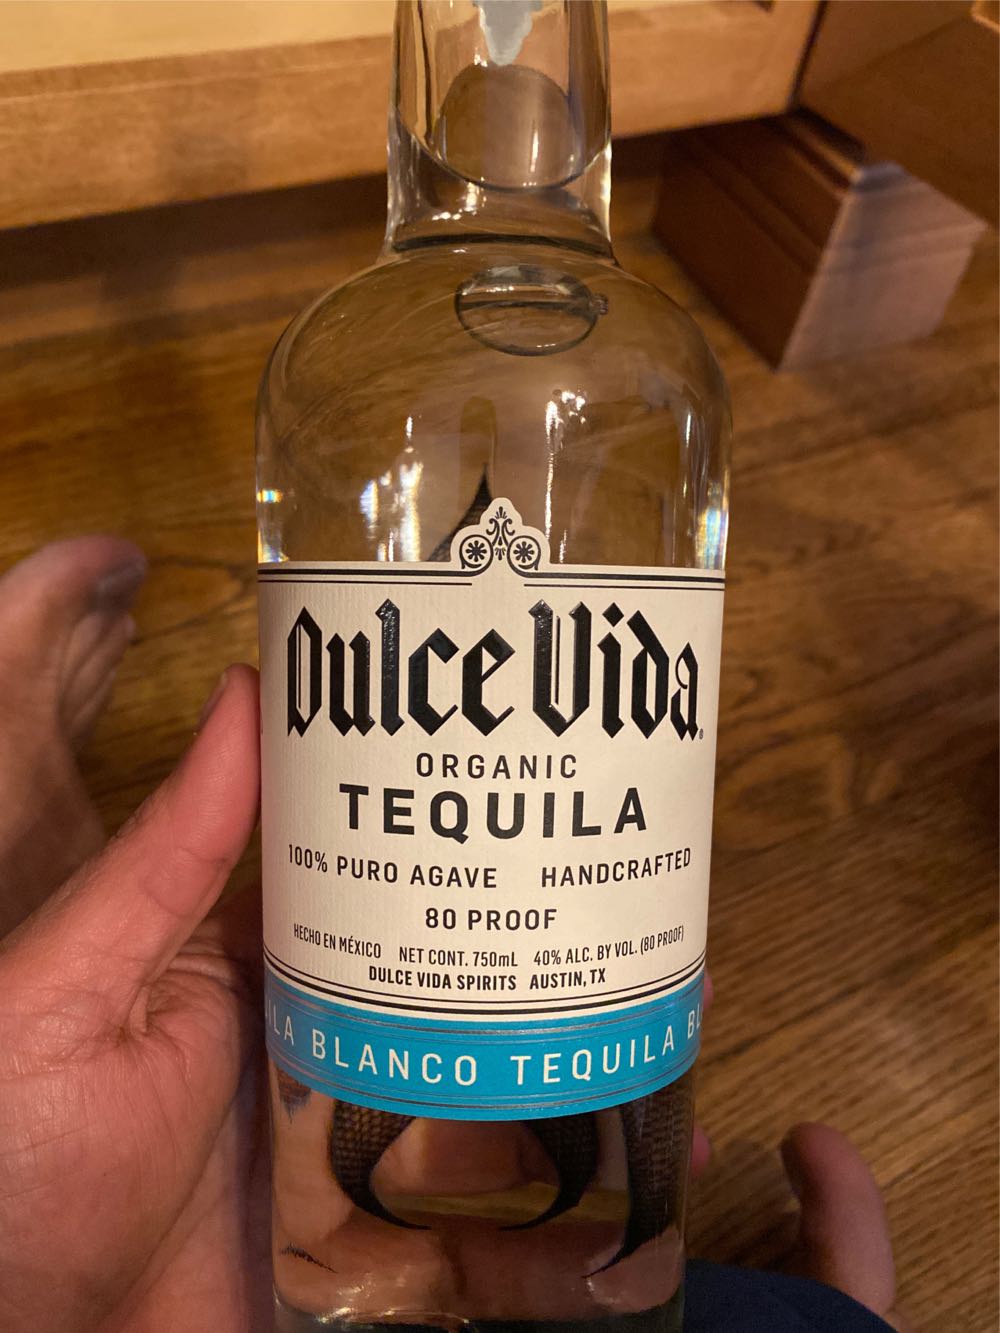 Dulce Vida®
ORGANIC
TEQUILA
100% PURO AGAVE HANDCRAFTED
80 PROOF
HECHO EN MÉXICO NET CONT. 750mL 40% ALC. BY VOL. (80 PROOF)
DULCE VIDA SPIRITS AUSTIN, TX
BLANCO TEQUILA